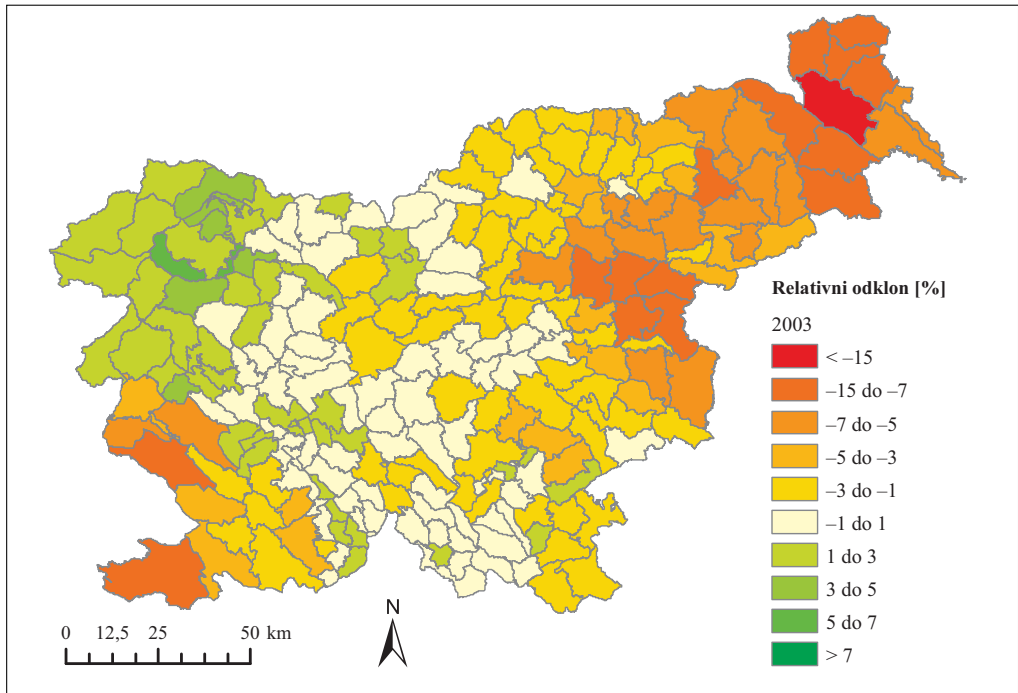 Relativni odklon [%]
2003
< –15
–15 do –7
–7 do –5
–5 do –3
–3 do –1
–1 do 1
1 do 3
3 do 5
5 do 7
> 7
N
0 12,5 25 50 km